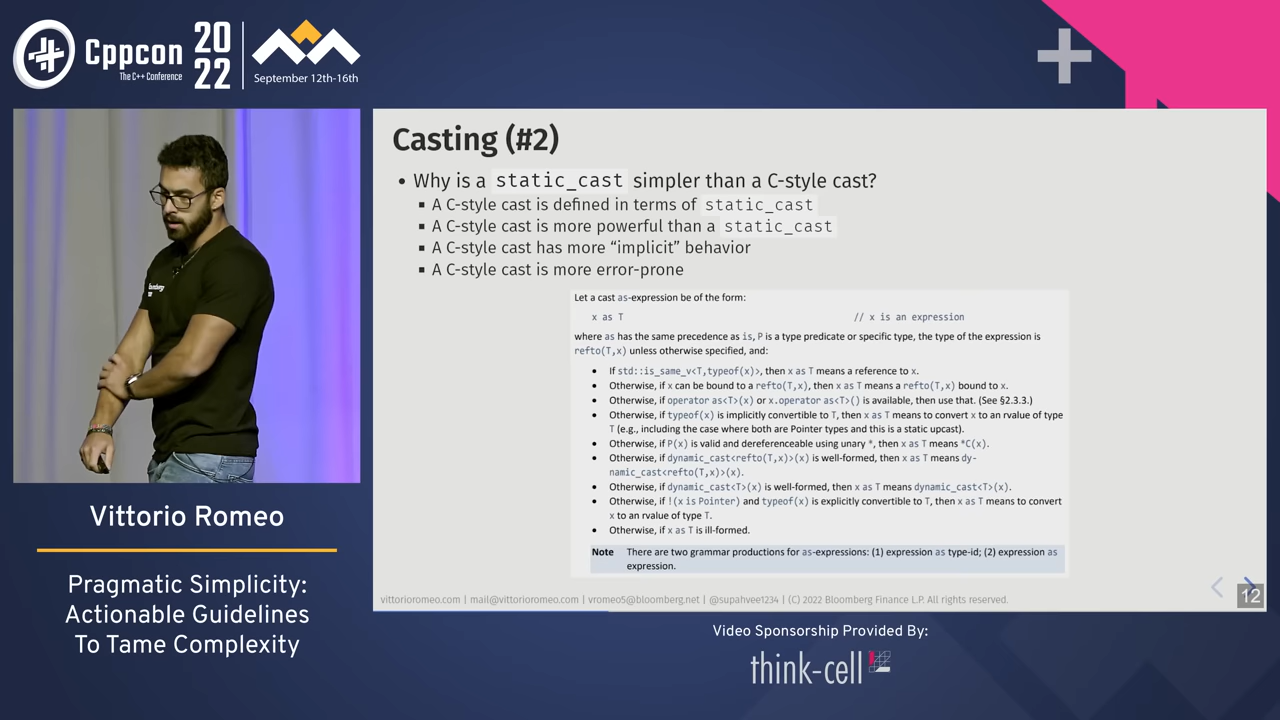 Cppcon
The C++ Conference
20
22
September 12th-16th
Casting (#2)
• Why is a static_cast simpler than a C-style cast?
▪ A C-style cast is defined in terms of static_cast
▪ A C-style cast is more powerful than a static_cast
▪ A C-style cast has more “implicit” behavior
▪ A C-style cast is more error-prone
Let a cast as-expression be of the form:
x as T // x is an expression
where as has the same precedence as is, P is a type predicate or specific type, the type of the expression is
refto(T,x) unless otherwise specified, and:
• If std::is_same_v<T,typeof(x)>, then x as T means a reference to x.
• Otherwise, if x can be bound to a refto(T,x), then x as T means a refto(T,x) bound to x.
• Otherwise, if operator as<T>(x) or x.operator as<T>() is available, then use that. (See §2.3.3.)
• Otherwise, if typeof(x) is implicitly convertible to T, then x as T means to convert x to an rvalue of type
T (e.g., including the case where both are Pointer types and this is a static upcast).
• Otherwise, if P(x) is valid and dereferenceable using unary *, then x as T means *C(x).
• Otherwise, if dynamic_cast<refto(T,x)>(x) is well-formed, then x as T means dy-
namic_cast<refto(T,x)>(x).
• Otherwise, if dynamic_cast<T>(x) is well-formed, then x as T means dynamic_cast<T>(x).
• Otherwise, if !(x is Pointer) and typeof(x) is explicitly convertible to T, then x as T means to convert
x to an rvalue of type T.
• Otherwise, if x as T is ill-formed.
Note There are two grammar productions for as-expressions: (1) expression as type-id; (2) expression as
expression.
vittorioromeo.com | mail@vittorioromeo.com | vromeo5@bloomberg.net | @supahvee1234 | (C) 2022 Bloomberg Finance L.P. All rights reserved.
12
Vittorio Romeo
Pragmatic Simplicity:
Actionable Guidelines
To Tame Complexity
Video Sponsorship Provided By:
think-cell